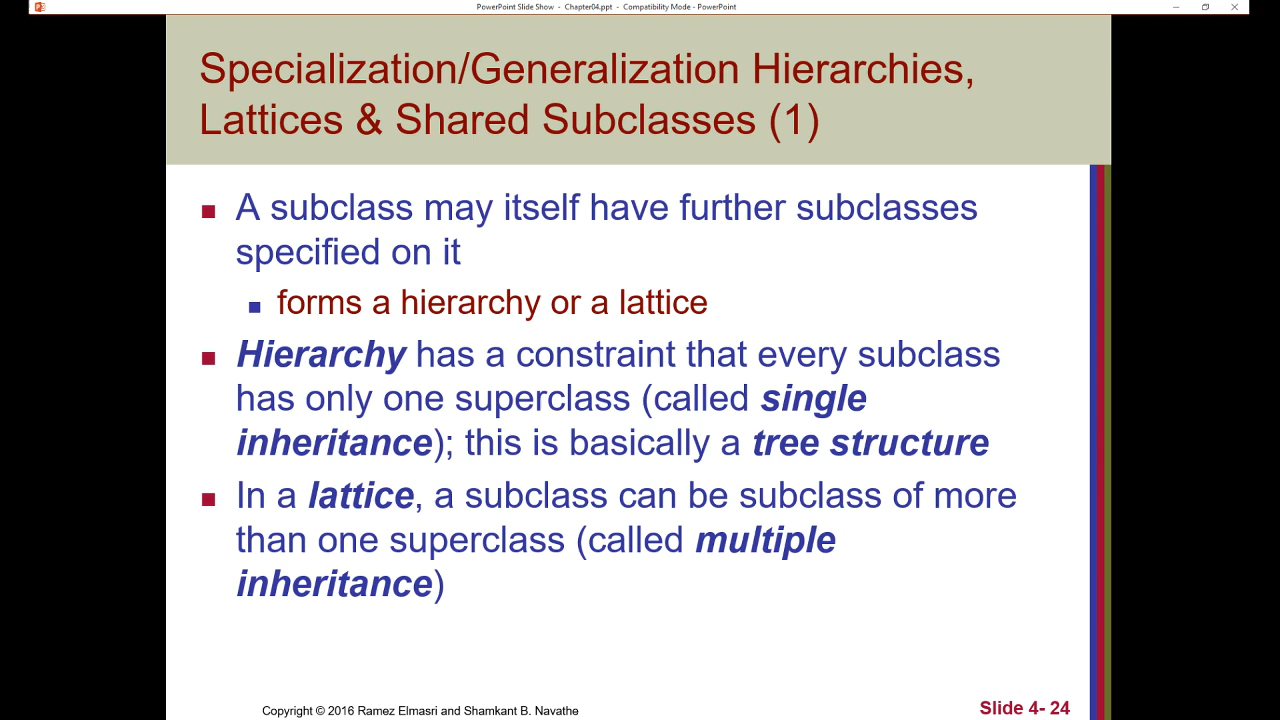 PowerPoint Slide Show - Chapter04.ppt - Compatibility Mode - PowerPoint
Specialization/Generalization Hierarchies,
Lattices & Shared Subclasses (1)
A subclass may itself have further subclasses
specified on it
forms a hierarchy or a lattice
Hierarchy has a constraint that every subclass
has only one superclass (called single
inheritance); this is basically a tree structure
In a lattice, a subclass can be subclass of more
than one superclass (called multiple
inheritance)
Copyright © 2016 Ramez Elmasri and Shamkant B. Navathe
Slide 4- 24